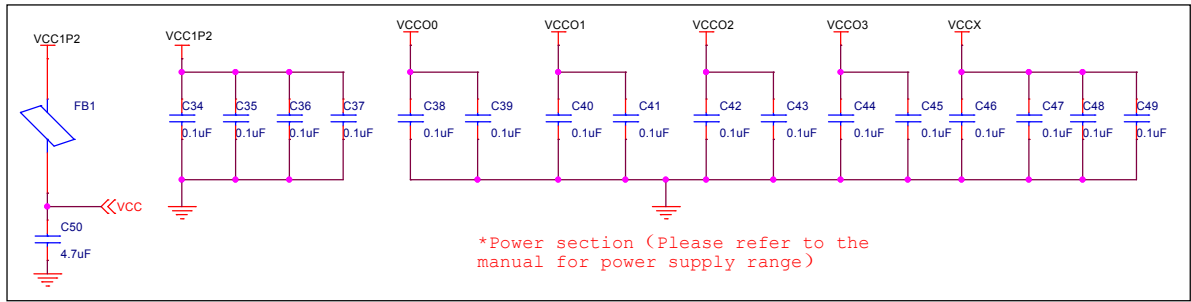 VCC1P2
FB1
VCC
C50
4.7uF
VCC1P2
C34
0.1uF
C35
0.1uF
C36
0.1uF
C37
0.1uF
VCCO0
C38
0.1uF
C39
0.1uF
VCCO1
C40
0.1uF
C41
0.1uF
VCCO2
C42
0.1uF
C43
0.1uF
VCCO3
C44
0.1uF
C45
0.1uF
VCCX
C46
0.1uF
C47
0.1uF
C48
0.1uF
C49
0.1uF
*Power section (Please refer to the
manual for power supply range)